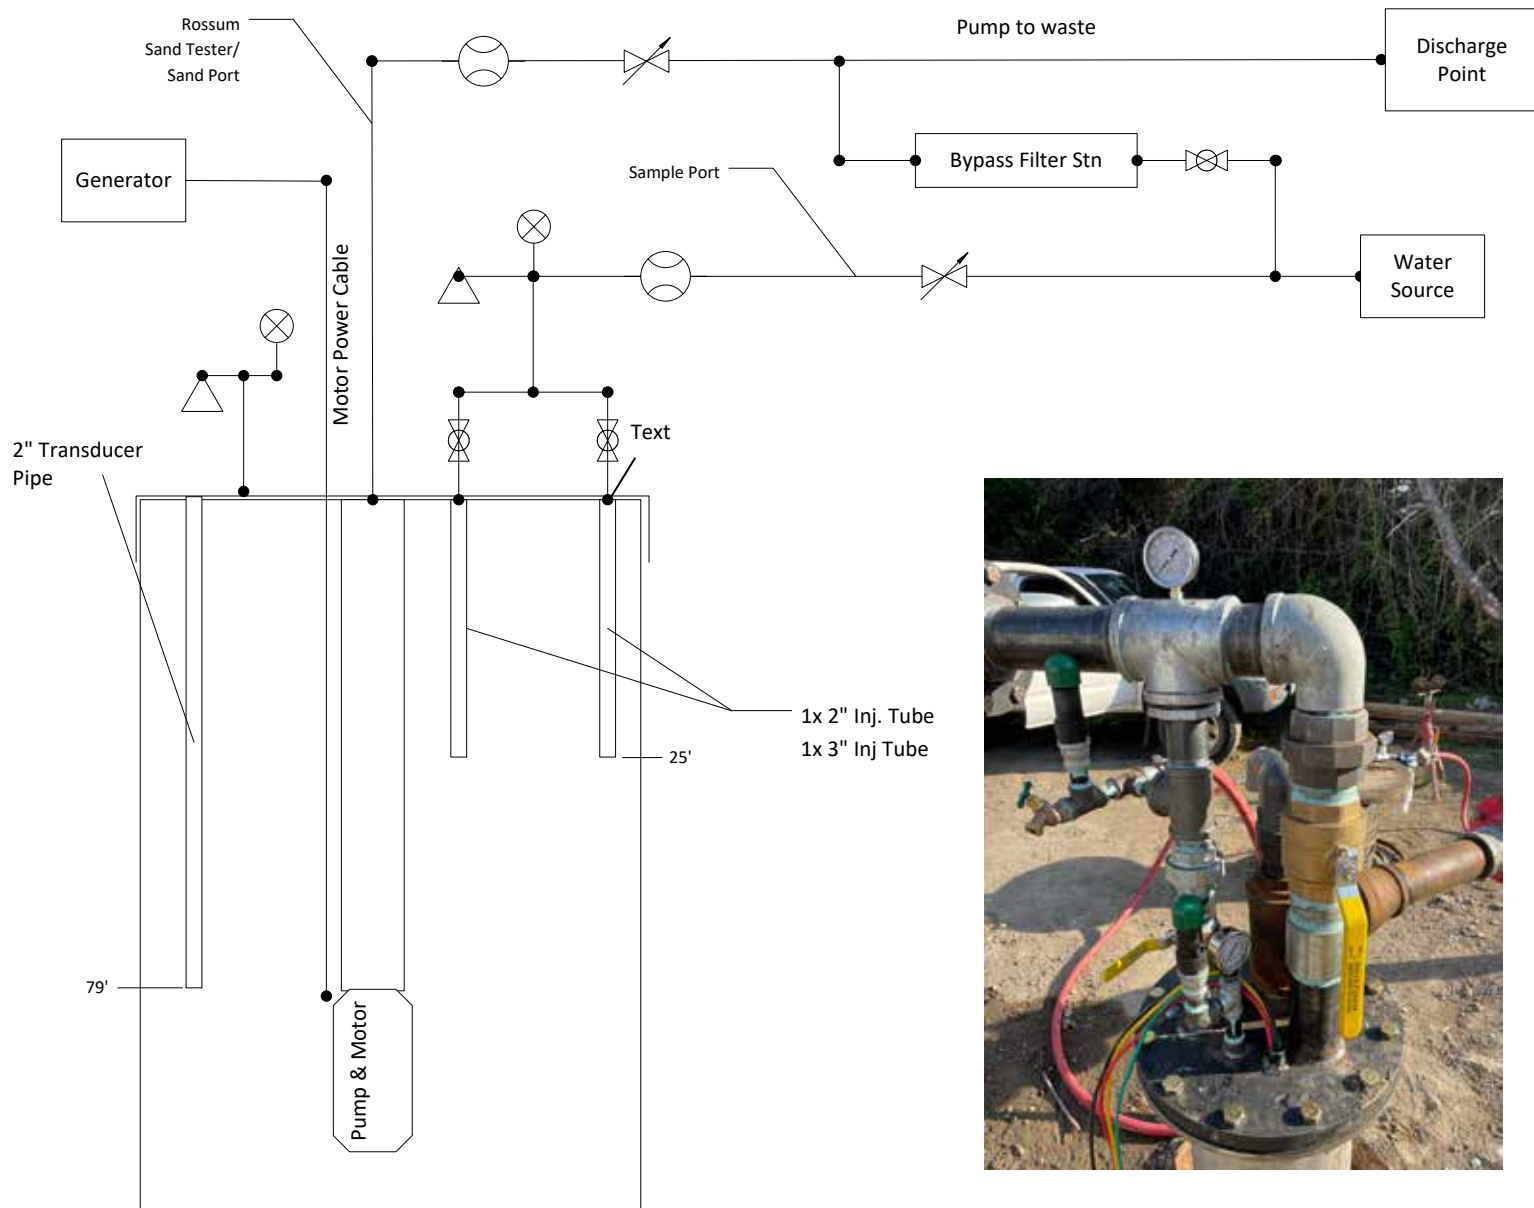 Rossum
Sand Tester/
Sand Port
Pump to waste
Discharge
Point
Generator
Sample Port
Bypass Filter Stn
Water
Source
Motor Power Cable
2" Transducer
Pipe
Text
1x 2" Inj. Tube
1x 3" Inj Tube
25'
79'
Pump & Motor